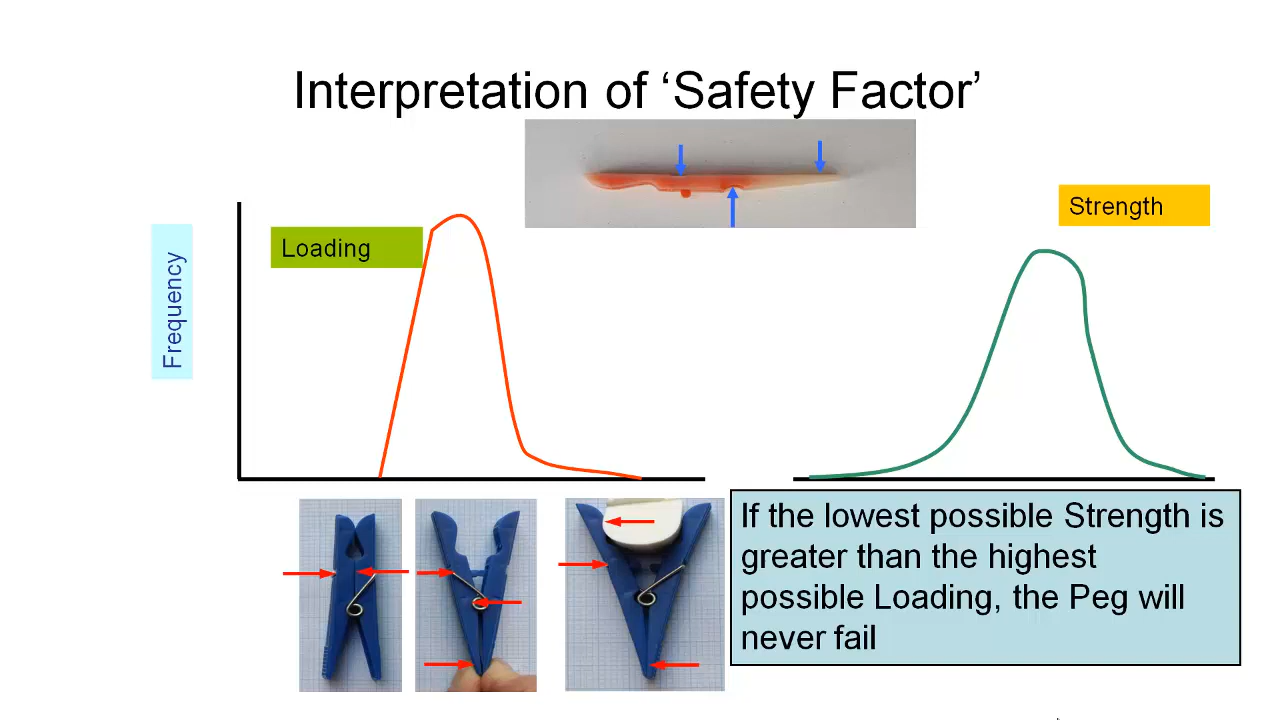 Interpretation of ‘Safety Factor’
Strength
Loading
Frequency
If the lowest possible Strength is
greater than the highest
possible Loading, the Peg will
never fail